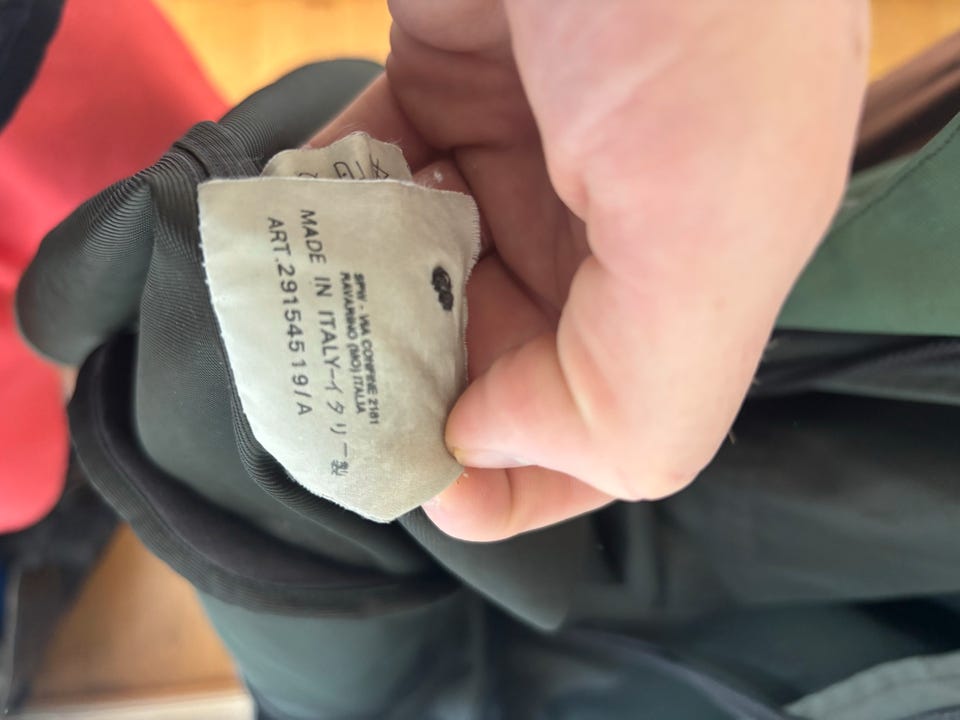 SPW - VIA CONFINE 2161
RAVARINO (MO) ITALIA
MADE IN ITALY-イタリー製
ART.29154519/A